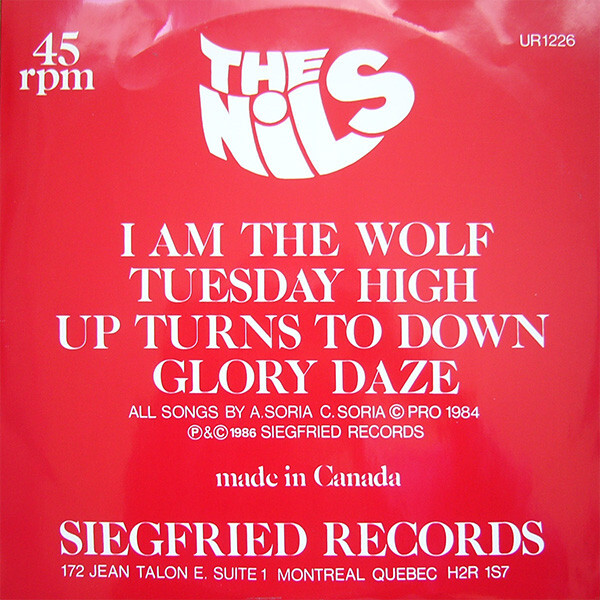 45
rpm
UR1226
THE
NiLS
I AM THE WOLF
TUESDAY HIGH
UP TURNS TO DOWN
GLORY DAZE
ALL SONGS BY A.SORIA C.SORIA © PRO 1984
℗&©1986 SIEGFRIED RECORDS
made in Canada
SIEGFRIED RECORDS
172 JEAN TALON E. SUITE 1 MONTREAL QUEBEC H2R 1S7